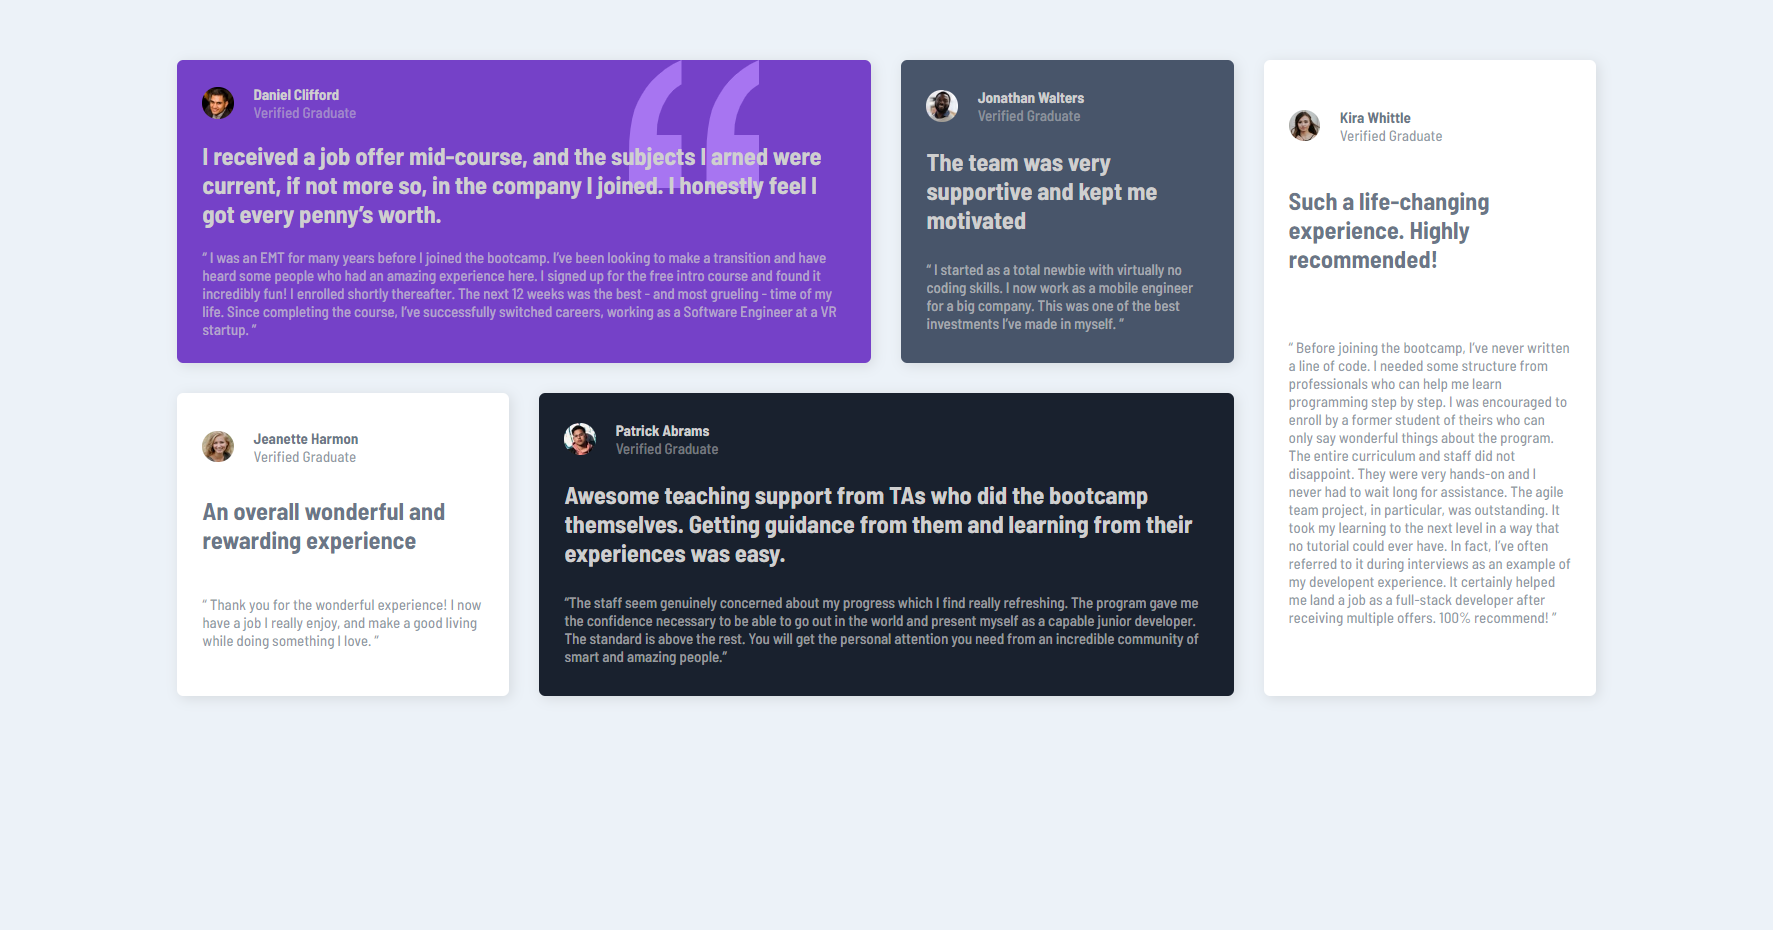 Daniel Clifford
Verified Graduate
I received a job offer mid-course, and the subjects I arned were
current, if not more so, in the company I joined. I honestly feel I
got every penny’s worth.
“ I was an EMT for many years before I joined the bootcamp. I’ve been looking to make a transition and have
heard some people who had an amazing experience here. I signed up for the free intro course and found it
incredibly fun! I enrolled shortly thereafter. The next 12 weeks was the best - and most grueling - time of my
life. Since completing the course, I’ve successfully switched careers, working as a Software Engineer at a VR
startup. ”
Jonathan Walters
Verified Graduate
The team was very
supportive and kept me
motivated
“ I started as a total newbie with virtually no
coding skills. I now work as a mobile engineer
for a big company. This was one of the best
investments I’ve made in myself. ”
Kira Whittle
Verified Graduate
Such a life-changing
experience. Highly
recommended!
“ Before joining the bootcamp, I’ve never written
a line of code. I needed some structure from
professionals who can help me learn
programming step by step. I was encouraged to
enroll by a former student of theirs who can
only say wonderful things about the program.
The entire curriculum and staff did not
disappoint. They were very hands-on and I
never had to wait long for assistance. The agile
team project, in particular, was outstanding. It
took my learning to the next level in a way that
no tutorial could ever have. In fact, I’ve often
referred to it during interviews as an example of
my developent experience. It certainly helped
me land a job as a full-stack developer after
receiving multiple offers. 100% recommend! ”
Jeanette Harmon
Verified Graduate
An overall wonderful and
rewarding experience
“ Thank you for the wonderful experience! I now
have a job I really enjoy, and make a good living
while doing something I love. ”
Patrick Abrams
Verified Graduate
Awesome teaching support from TAs who did the bootcamp
themselves. Getting guidance from them and learning from their
experiences was easy.
“The staff seem genuinely concerned about my progress which I find really refreshing. The program gave me
the confidence necessary to be able to go out in the world and present myself as a capable junior developer.
The standard is above the rest. You will get the personal attention you need from an incredible community of
smart and amazing people.”